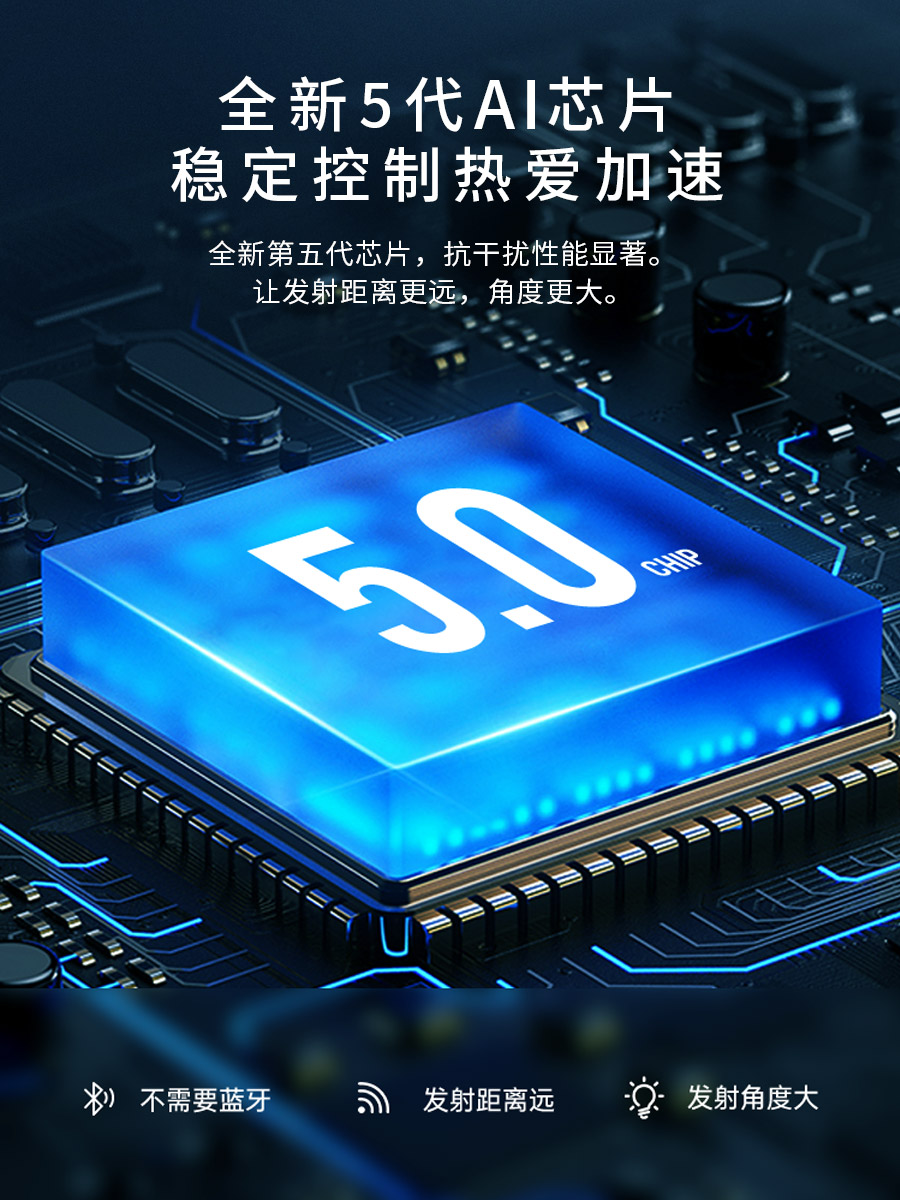 全新5代AI芯片
稳定控制热爱加速
全新第五代芯片，抗干扰性能显著。
让发射距离更远，角度更大。
5.0
CHIP
不需要蓝牙
发射距离远
发射角度大